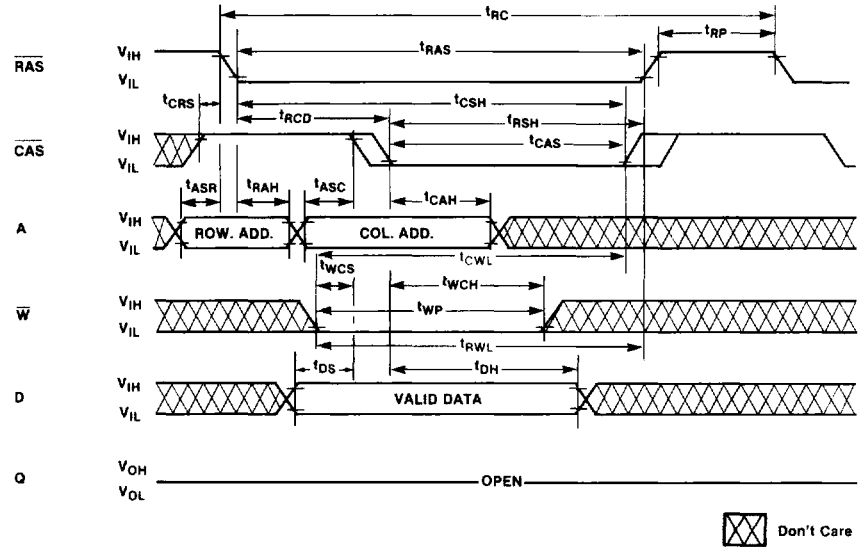 tRC
tRP
RAS
VIH
VIL
tRAS
tCRS
tCSH
tRCD
tRSH
CAS
VIH
VIL
tCAS
tASR
tRAH
tASC
tCAH
A
VIH
VIL
ROW. ADD.
COL. ADD.
tCWL
tWCS
tWCH
W
VIH
VIL
tWP
tRWL
tDS
tDH
D
VIH
VIL
VALID DATA
Q
VOH
VOL
OPEN
Don't Care